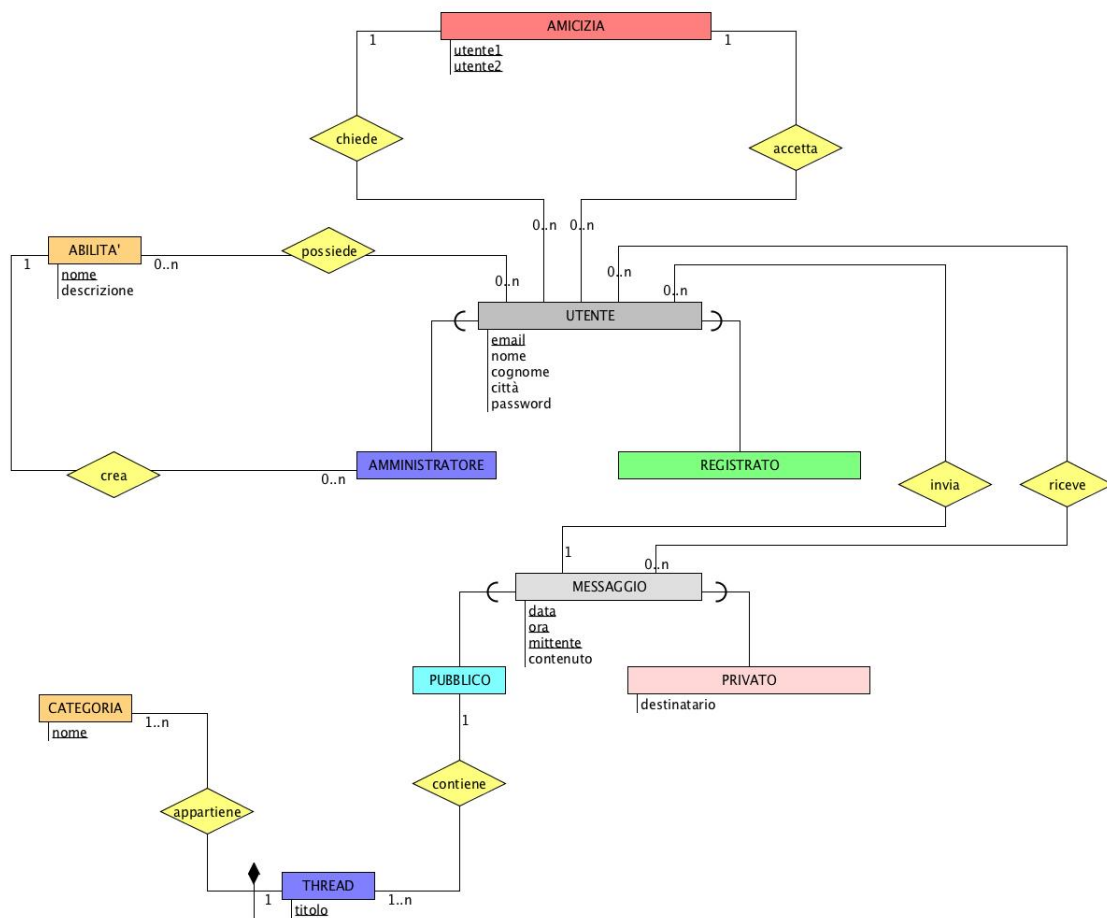 AMICIZIA
1
1
utente1
utente2
chiede
accetta
0..n
0..n
ABILITA'
possiede
1
0..n
0..n
0..n
nome
descrizione
0..n
UTENTE
email
nome
cognome
città
password
AMMINISTRATORE
REGISTRATO
crea
0..n
invia
riceve
1
0..n
MESSAGGIO
data
ora
mittente
contenuto
PUBBLICO
PRIVATO
destinatario
CATEGORIA
1..n
1
nome
contiene
appartiene
THREAD
1
1..n
titolo